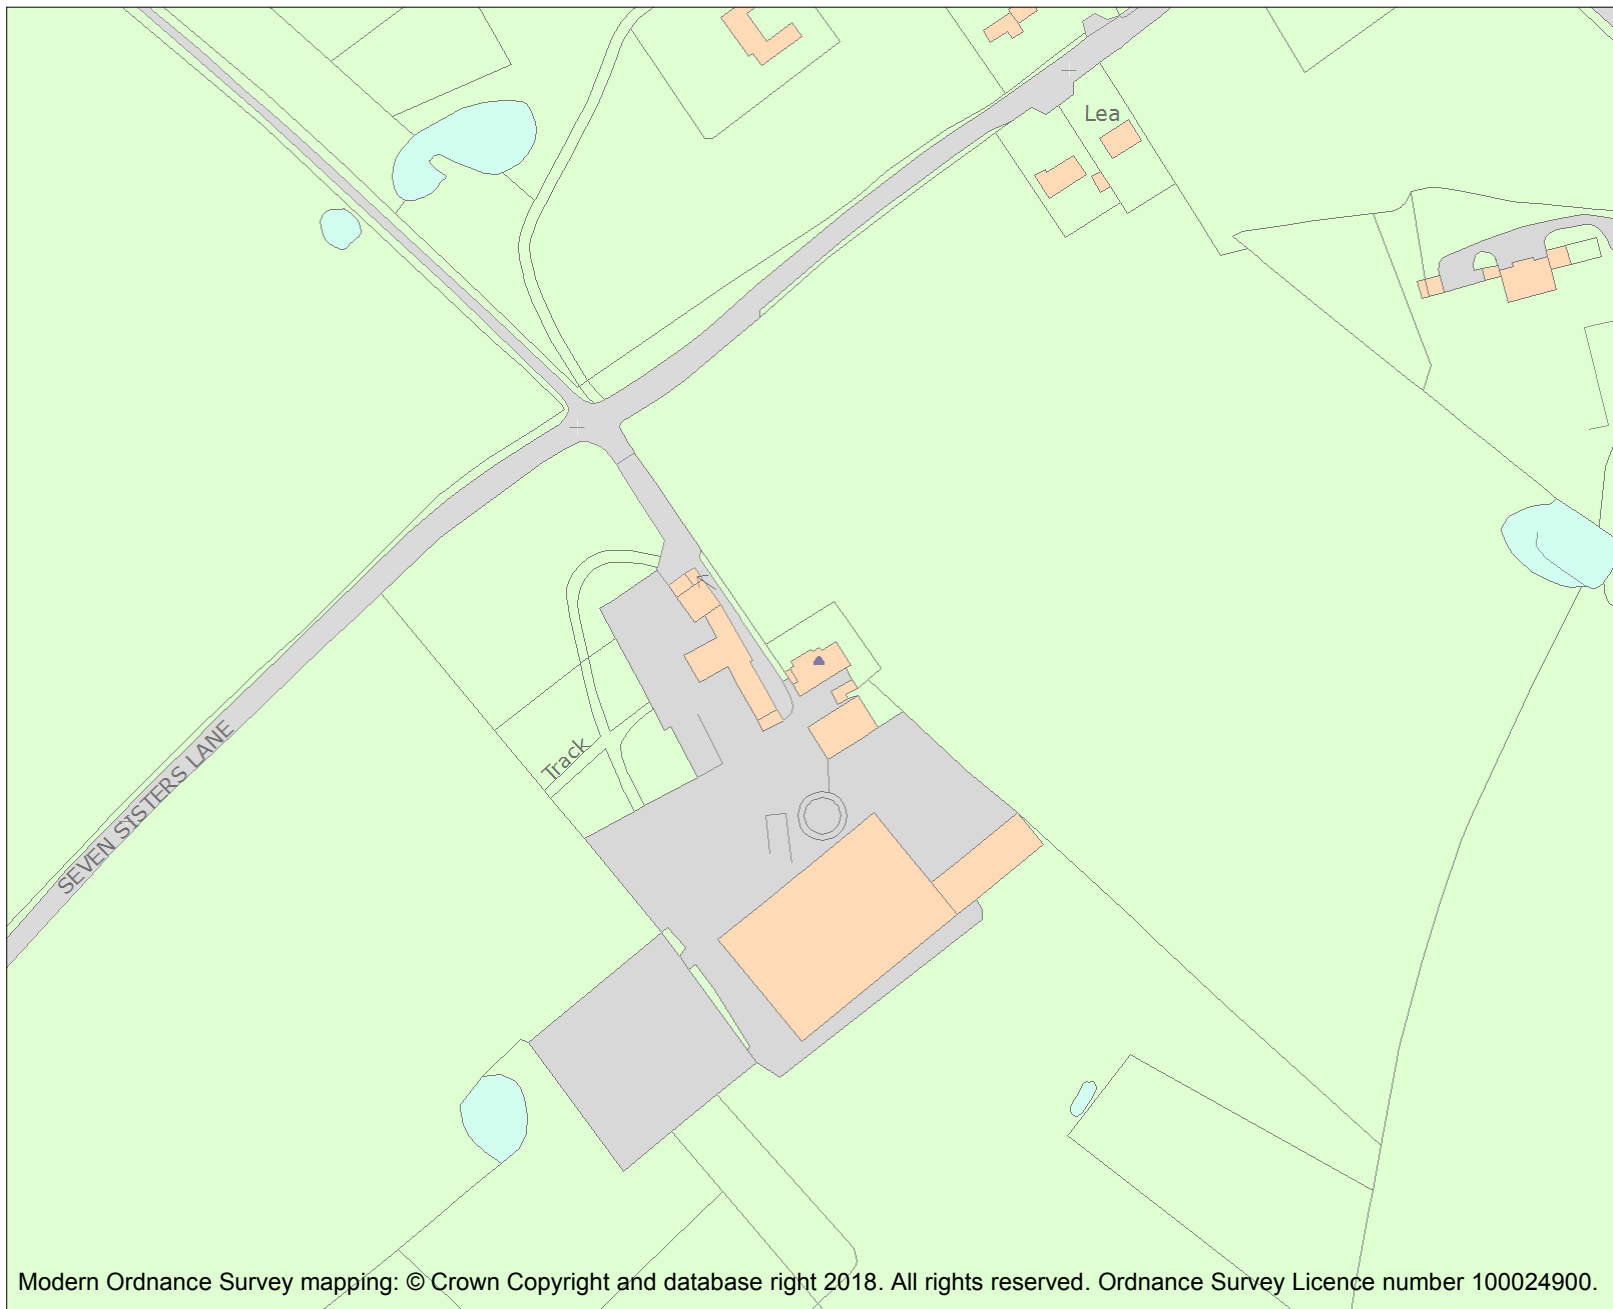 Lea
SEVEN SISTERS LANE
Track
Modern Ordnance Survey mapping: © Crown Copyright and database right 2018. All rights reserved. Ordnance Survey Licence number 100024900.